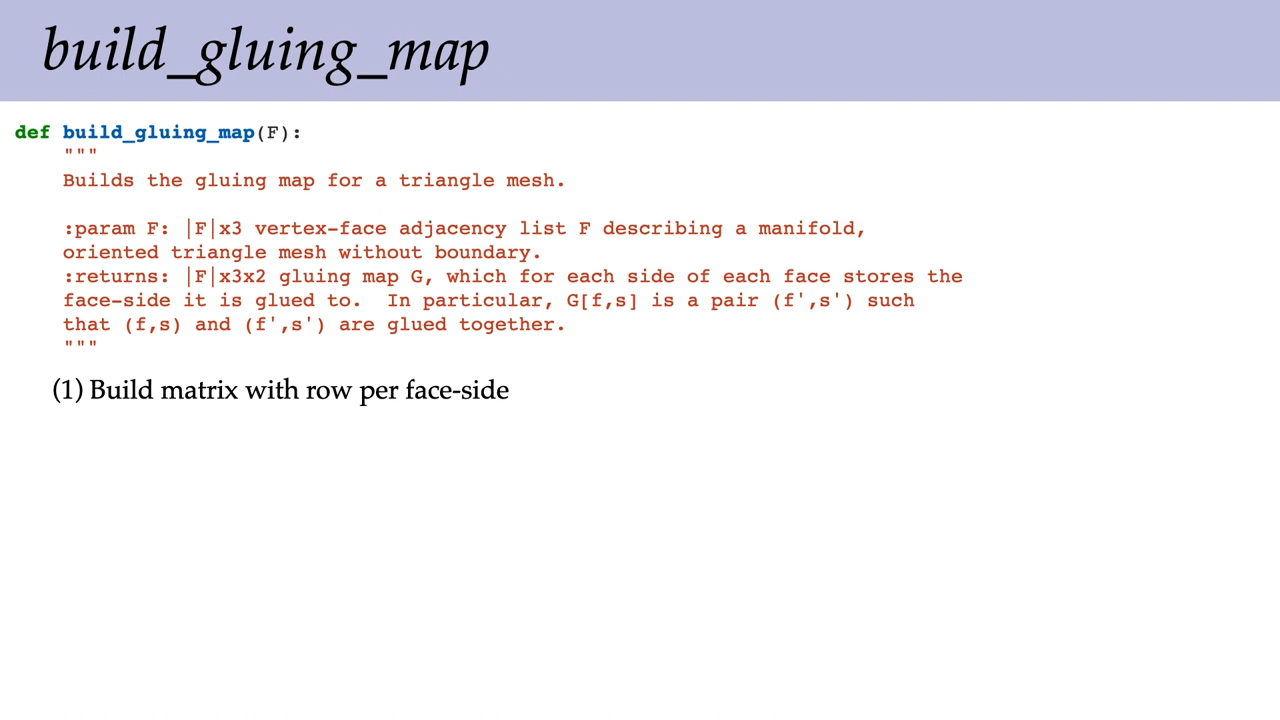 build_gluing_map
def build_gluing_map(F):
"""
Builds the gluing map for a triangle mesh.
:param F: |F|x3 vertex-face adjacency list F describing a manifold,
oriented triangle mesh without boundary.
:returns: |F|x3x2 gluing map G, which for each side of each face stores the
face-side it is glued to.  In particular, G[f,s] is a pair (f',s') such
that (f,s) and (f',s') are glued together.
"""
(1) Build matrix with row per face-side